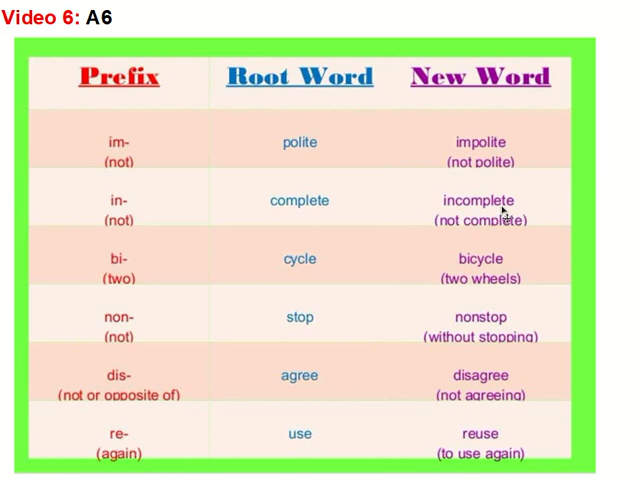 Video 6: A6
Prefix Root Word New Word
im- polite impolite
(not) (not polite)
in- complete incomplete
(not) (not complete)
bi- cycle bicycle
(two) (two wheels)
non- stop nonstop
(not) (without stopping)
dis- agree disagree
(not or opposite of) (not agreeing)
re- use reuse
(again) (to use again)